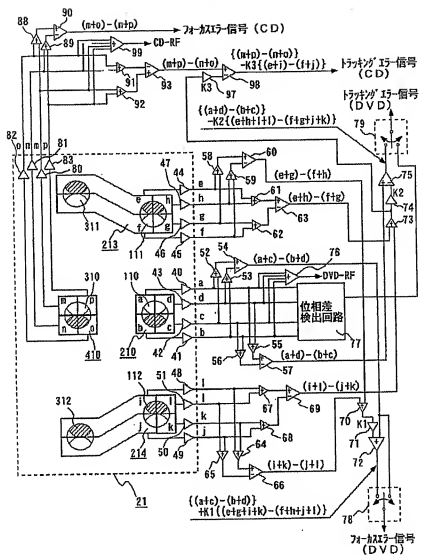 88
90
(m+o)-(n+p)
フォーカスエラー信号(CD)
89
99
CD-RF
{(m+p)-(n+o)}
-K3{(e+i)-(f+j)}
91
(m+p)-(n+o)
93
92
K3
97
98
トラッキングエラー信号
(CD)
トラッキングエラー信号
(DVD)
82
o
n
m
p
81
83
80
47
44
58
60
{(a+d)-(b+c)}
-K2{(e+h+i+l)-(f+g+j+k)}
79
75
59
e
(e+g)-(f+h)
K2
74
311
e
h
f
g
h
61
(e+h)-(f+g)
63
73
g
62
f
213
111
46
45
54
(a+c)-(b+d)
76
43
40
52
53
DVD-RF
310
m
p
n
o
410
110
a
d
b
c
210
a
d
c
b
位相差
検出回路
77
42
41
55
56
(a+d)-(b+c)
57
48
112
51
i
l
(i+l)-(j+k)
67
69
312
i
l
j
k
k
j
68
70
K1
71
214
50
49
64
65
(i+k)-(j+l)
66
72
21
{(a+c)-(b+d)}
+K1{(e+g+i+k)-(f+h+j+l)}
78
フォーカスエラー信号
(DVD)